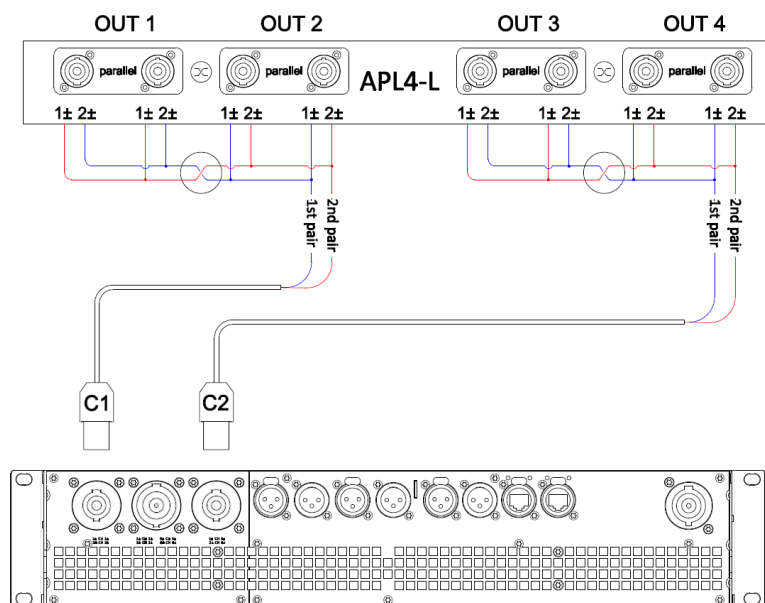 OUT 1 OUT 2 OUT 3 OUT 4
parallel parallel parallel parallel
APL4-L
1± 2± 1± 2± 1± 2± 1± 2± 1± 2± 1± 2± 1± 2± 1± 2±
1st pair
2nd pair
1st pair
2nd pair
C1 C2